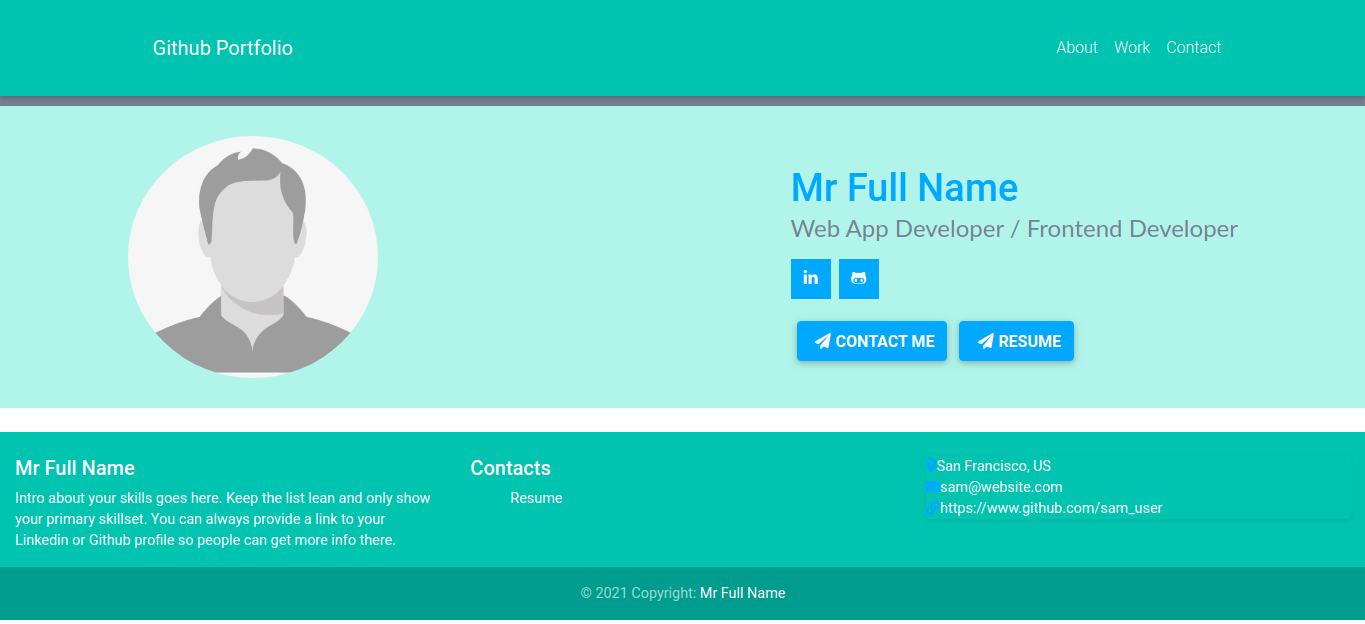 Github Portfolio
About Work Contact
Mr Full Name
Web App Developer / Frontend Developer
in
CONTACT ME RESUME
Mr Full Name
Intro about your skills goes here. Keep the list lean and only show
your primary skillset. You can always provide a link to your
Linkedin or Github profile so people can get more info there.
Contacts
Resume
San Francisco, US
sam@website.com
https://www.github.com/sam_user
© 2021 Copyright: Mr Full Name